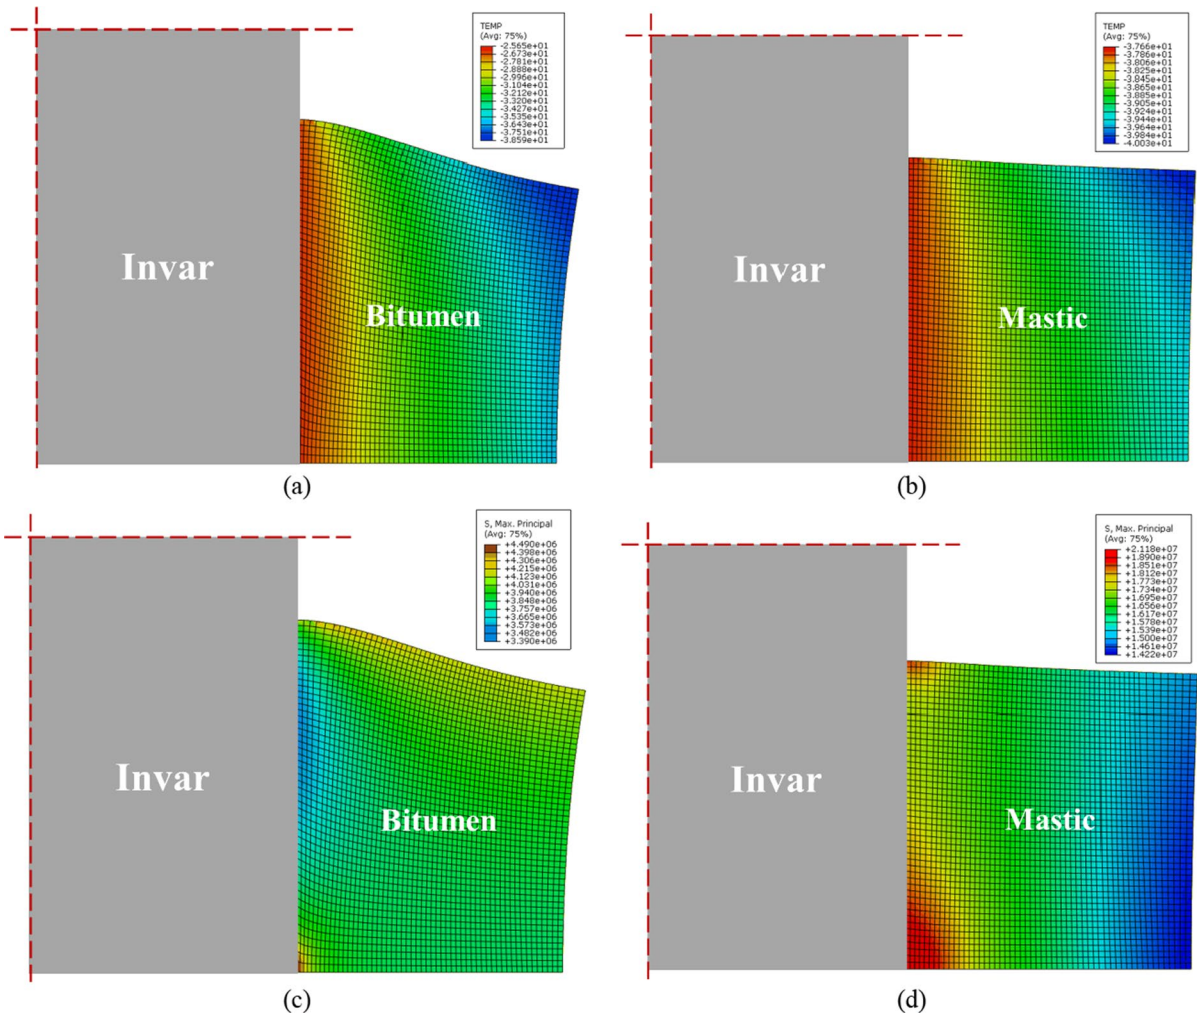 TEMP
(Avg: 75%)
-2.565e+01
-2.673e+01
-2.781e+01
-2.888e+01
-2.996e+01
-3.104e+01
-3.212e+01
-3.320e+01
-3.427e+01
-3.535e+01
-3.643e+01
-3.751e+01
-3.859e+01
Invar
Bitumen
(a)
TEMP
(Avg: 75%)
-3.766e+01
-3.786e+01
-3.806e+01
-3.825e+01
-3.845e+01
-3.865e+01
-3.885e+01
-3.905e+01
-3.924e+01
-3.944e+01
-3.964e+01
-3.984e+01
-4.003e+01
Invar
Mastic
(b)
S, Max. Principal
(Avg: 75%)
+4.490e+06
+4.398e+06
+4.306e+06
+4.215e+06
+4.123e+06
+4.031e+06
+3.940e+06
+3.848e+06
+3.757e+06
+3.665e+06
+3.573e+06
+3.482e+06
+3.390e+06
Invar
Bitumen
(c)
S, Max. Principal
(Avg: 75%)
+2.118e+07
+1.890e+07
+1.851e+07
+1.812e+07
+1.773e+07
+1.734e+07
+1.695e+07
+1.656e+07
+1.617e+07
+1.578e+07
+1.539e+07
+1.500e+07
+1.461e+07
+1.422e+07
Invar
Mastic
(d)